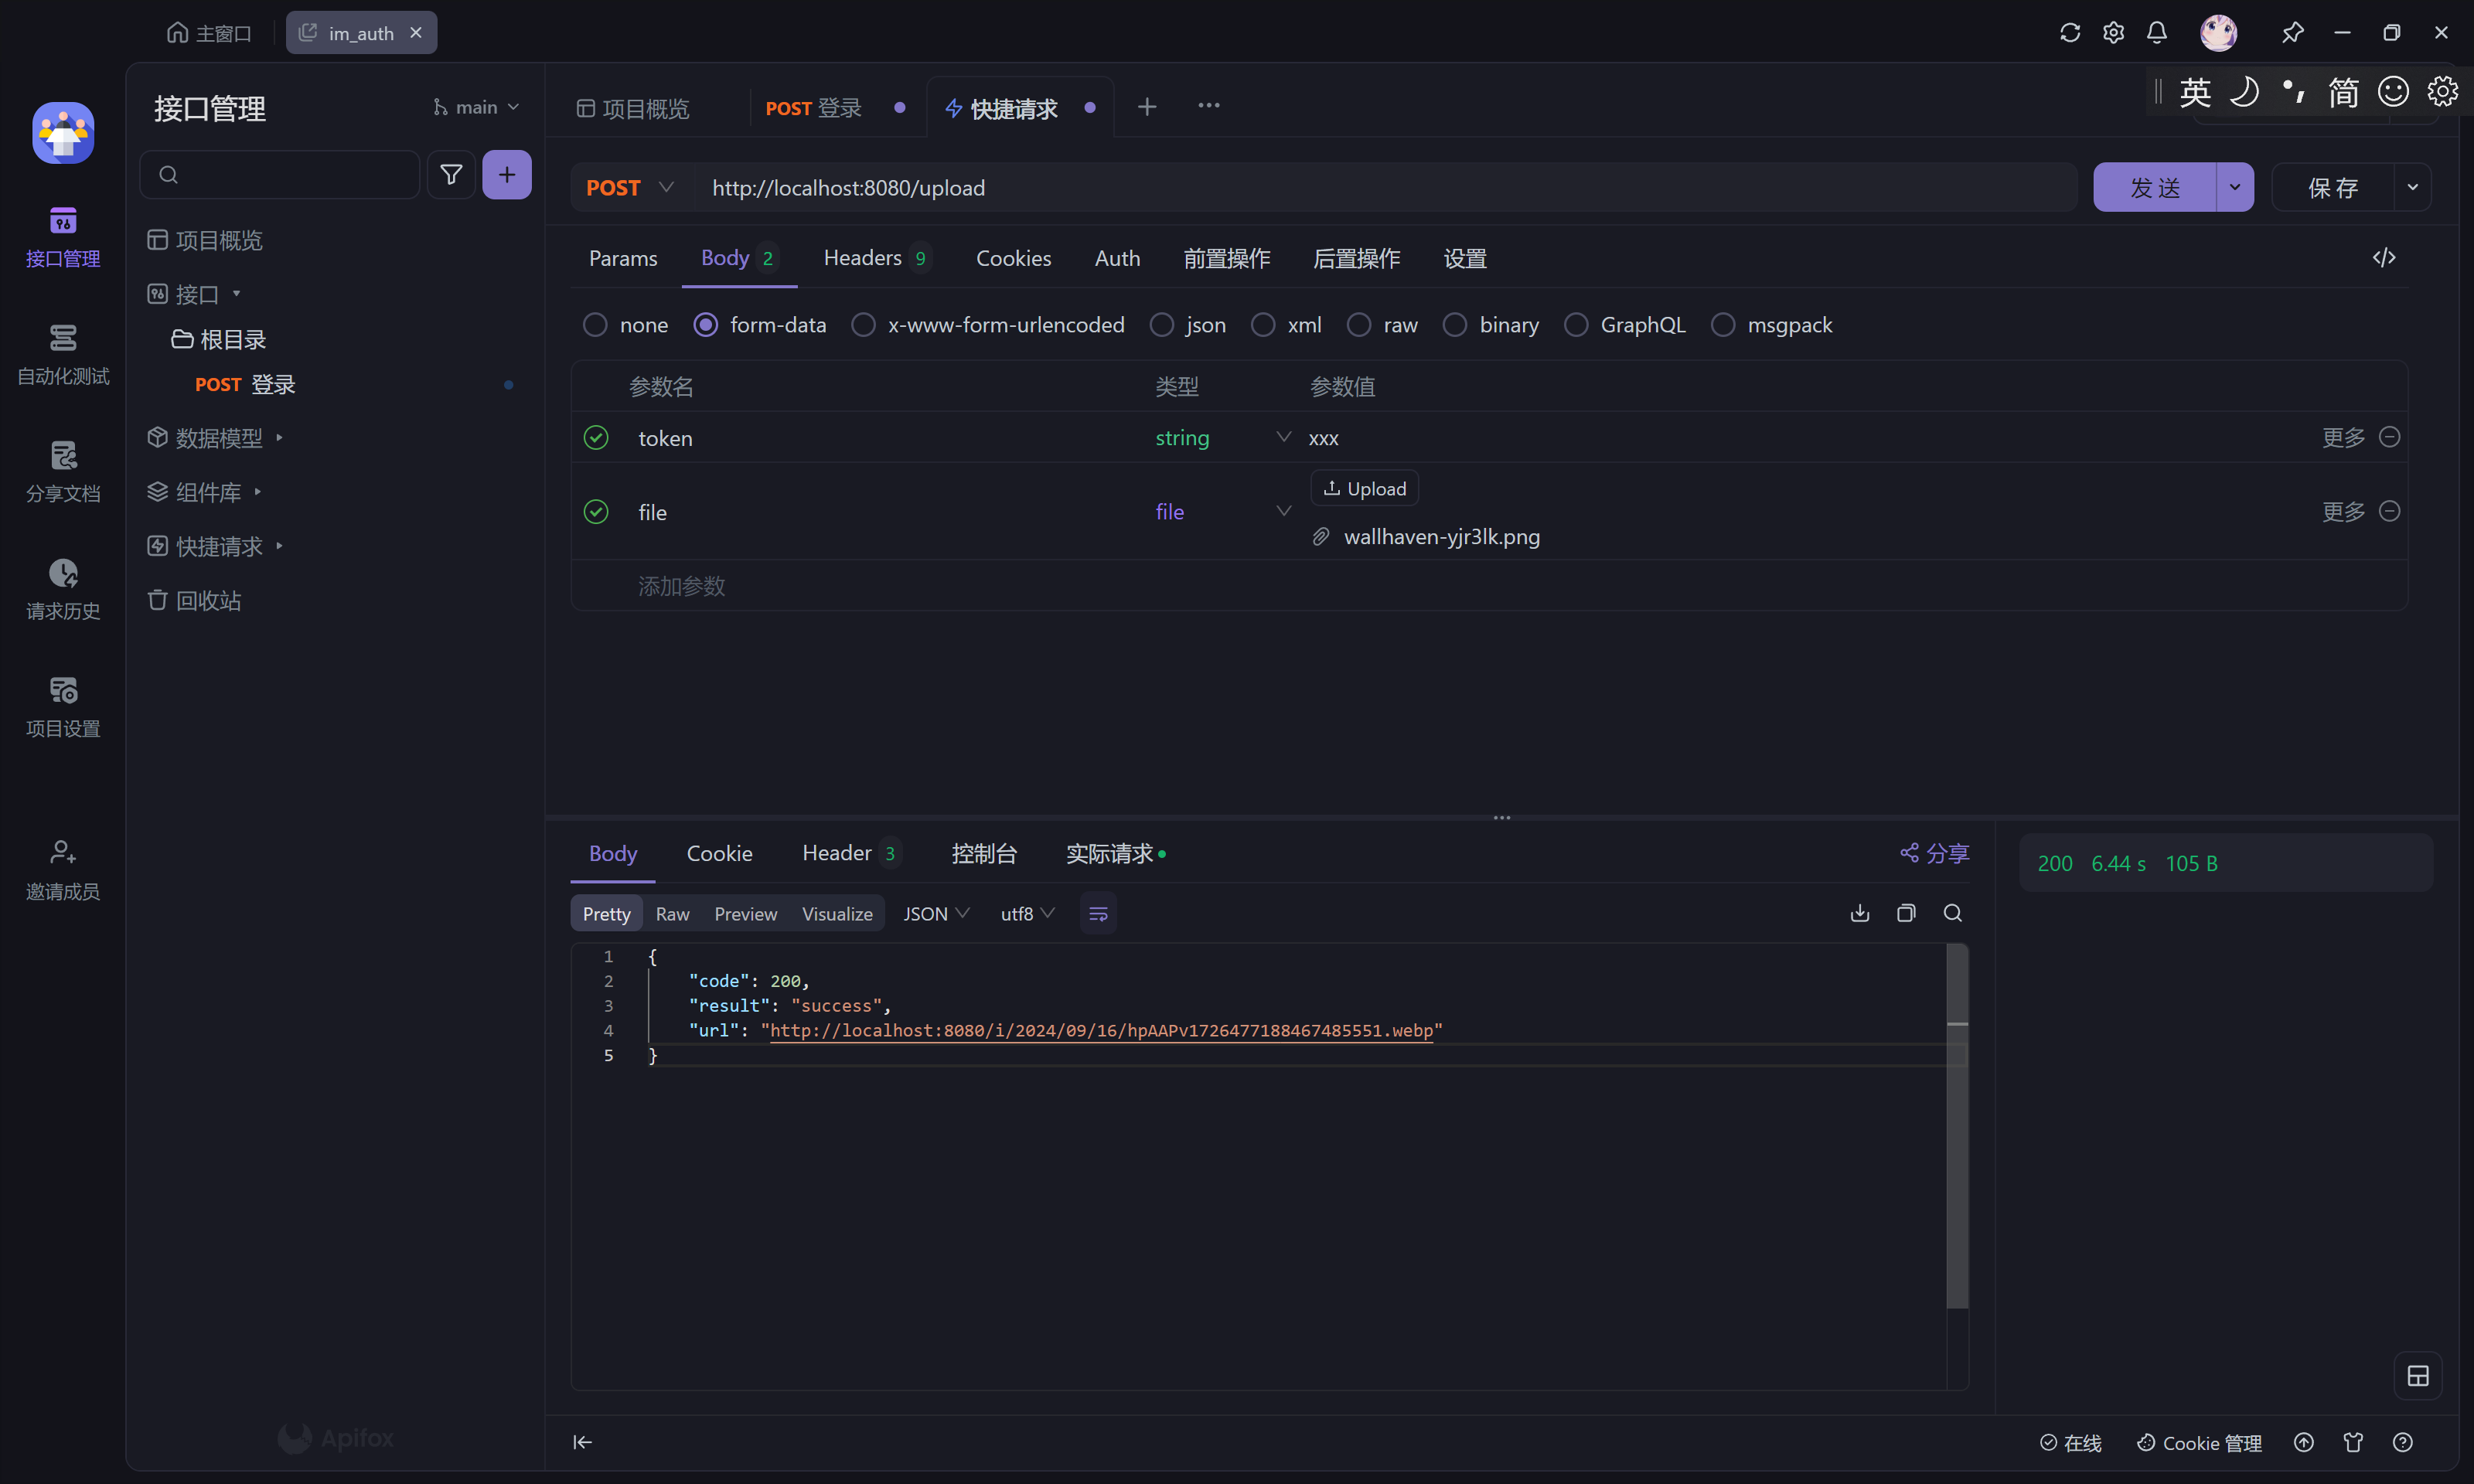 主窗口
im_auth
英 简
接口管理
main
项目概览
POST 登录
快捷请求
POST
http://localhost:8080/upload
发 送
保 存
接口管理
自动化测试
分享文档
请求历史
项目设置
邀请成员
项目概览
接口
根目录
POST 登录
数据模型
组件库
快捷请求
回收站
Apifox
Params
Body 2
Headers 9
Cookies
Auth
前置操作
后置操作
设置
none
form-data
x-www-form-urlencoded
json
xml
raw
binary
GraphQL
msgpack
参数名 类型 参数值
token string xxx 更多
file file Upload 更多
wallhaven-yjr3lk.png
添加参数
Body
Cookie
Header 3
控制台
实际请求
分享
200 6.44 s 105 B
Pretty Raw Preview Visualize JSON utf8
1 {
2 "code": 200,
3 "result": "success",
4 "url": "http://localhost:8080/i/2024/09/16/hpAAPv1726477188467485551.webp"
5 }
在线
Cookie 管理